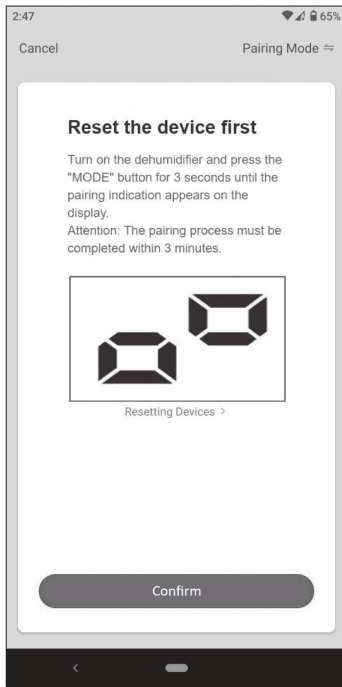 2:47 65%
Cancel Pairing Mode
Reset the device first
Turn on the dehumidifier and press the
"MODE" button for 3 seconds until the
pairing indication appears on the
display.
Attention: The pairing process must be
completed within 3 minutes.
Resetting Devices >
Confirm